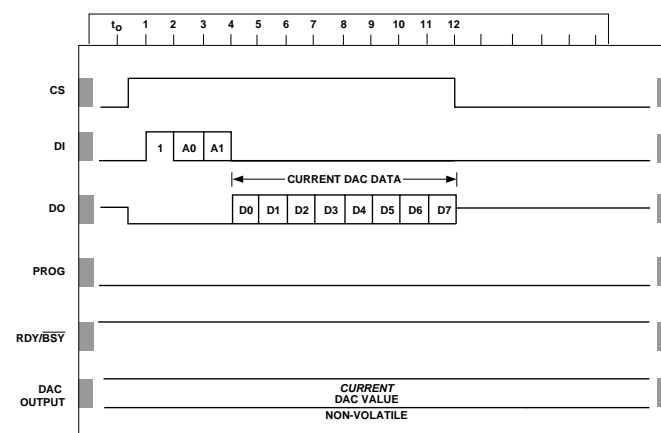 to 1 2 3 4 5 6 7 8 9 10 11 12
CS
DI 1 A0 A1
CURRENT DAC DATA
DO D0 D1 D2 D3 D4 D5 D6 D7
PROG
RDY/BSY
DAC
OUTPUT
CURRENT
DAC VALUE
NON-VOLATILE